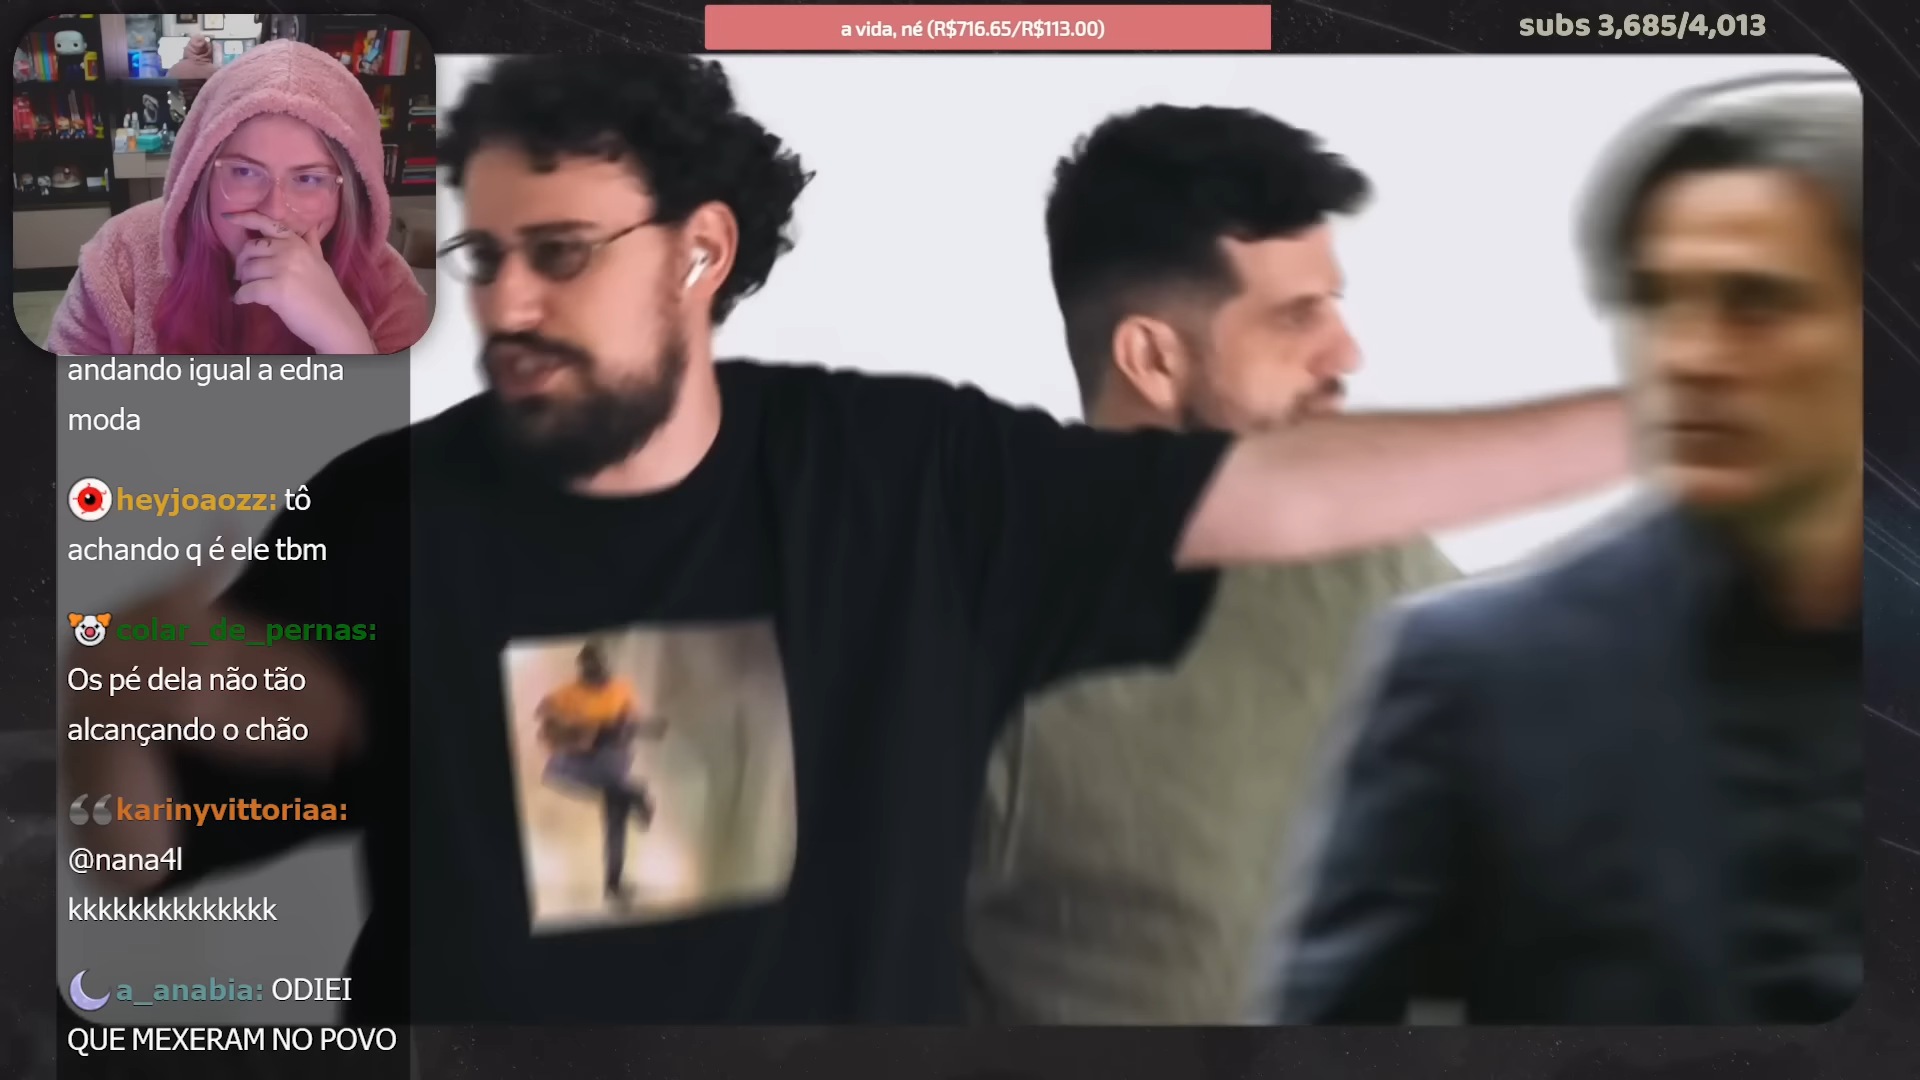 a vida, né (R$716.65/R$113.00)
subs 3,685/4,013
andando igual a edna
moda
heyjoaozz: tô
achando q é ele tbm
colar_de_pernas:
Os pé dela não tão
alcançando o chão
karinyvittoriaa:
@nana4l
kkkkkkkkkkkkkk
a_anabia: ODIEI
QUE MEXERAM NO POVO